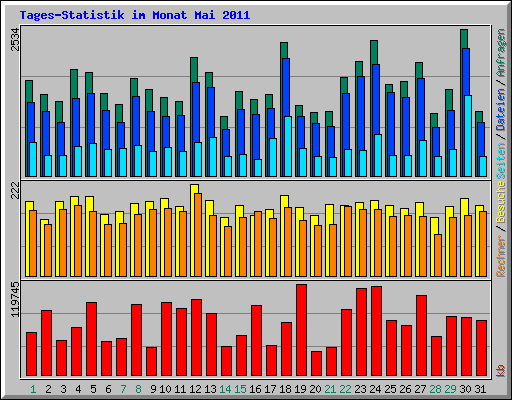 Tages-Statistik im Monat Mai 2011
2534
222
119745
Rechner / Besuche Seiten / Dateien / Anfragen
kb
1 2 3 4 5 6 7 8 9 10 11 12 13 14 15 16 17 18 19 20 21 22 23 24 25 26 27 28 29 30 31